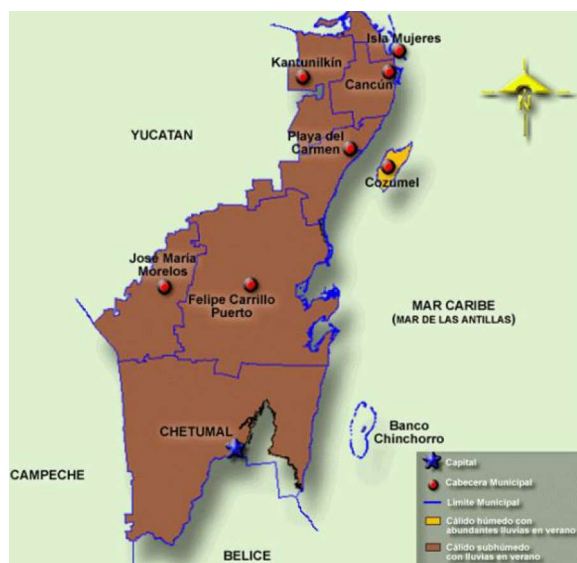 Isla Mujeres
Kantunilkín
Cancún
N
YUCATAN
Playa del
Carmen
Cozumel
José María
Morelos
Felipe Carrillo
Puerto
MAR CARIBE
(MAR DE LAS ANTILLAS)
CHETUMAL
Banco
Chinchorro
CAMPECHE
BELICE
Capital
Cabecera Municipal
Límite Municipal
Cálido húmedo con
abundantes lluvias en verano
Cálido subhúmedo
con lluvias en verano